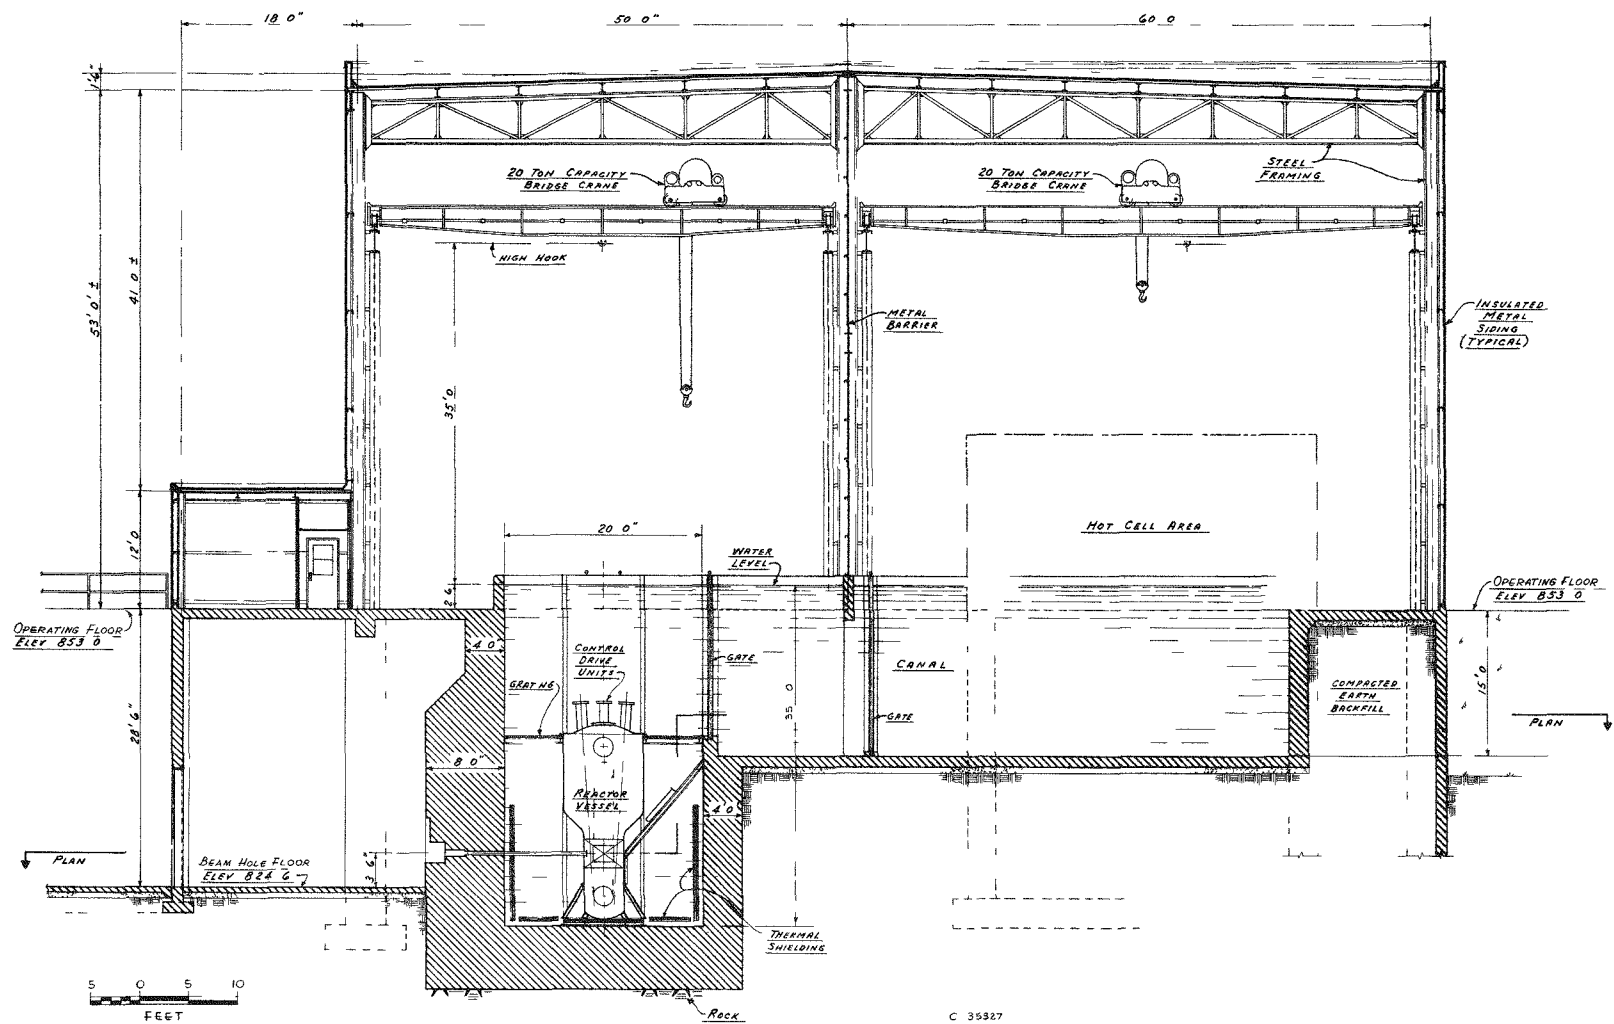 18 0"
50 0"
60 0
1'6"
20 TON CAPACITY
BRIDGE CRANE
20 TON CAPACITY
BRIDGE CRANE
STEEL
FRAMING
HIGH HOOK
53' 0' ±
41 0 ±
METAL
BARRIER
INSULATED
METAL
SIDING
(TYPICAL)
35' 0
HOT CELL AREA
12' 0
20 0"
WATER
LEVEL
2 6"
OPERATING FLOOR
ELEV 853 0
OPERATING FLOOR
ELEV 853 0
4 0
CONTROL
DRIVE
UNITS
GATE
CANAL
GRATING
COMPACTED
EARTH
BACKFILL
15' 0
28' 6"
35 0
GATE
PLAN
8 0"
REACTOR
VESSEL
4' 0
PLAN
BEAM HOLE FLOOR
ELEV 824 6
3 6"
THERMAL
SHIELDING
5 0 5 10
FEET
ROCK
C 35327